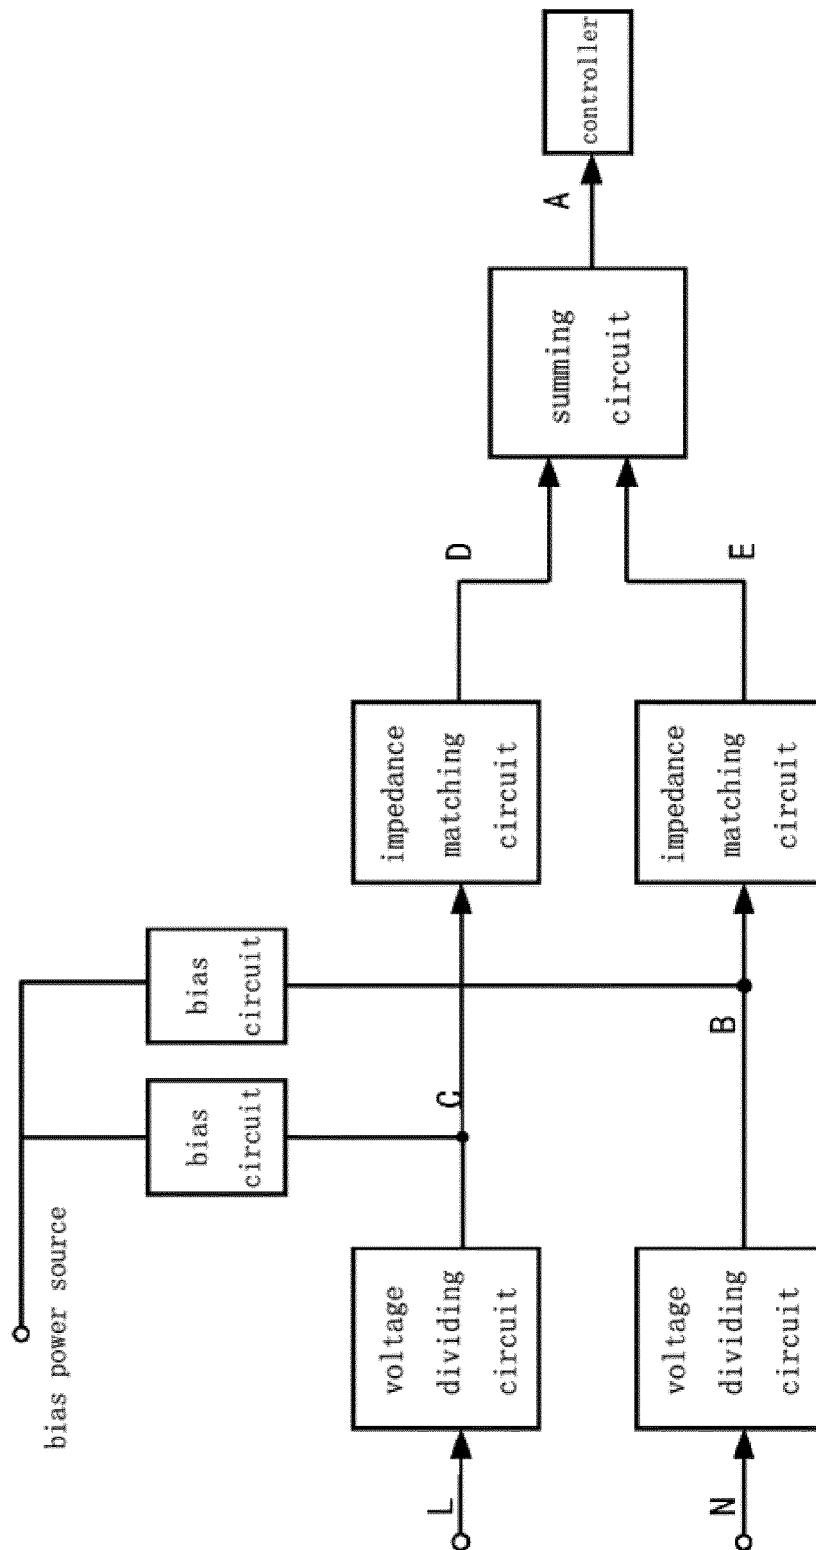 bias power source
bias
circuit
bias
circuit
L
voltage
dividing
circuit
C
impedance
matching
circuit
D
N
voltage
dividing
circuit
B
impedance
matching
circuit
E
summing
circuit
A
controller